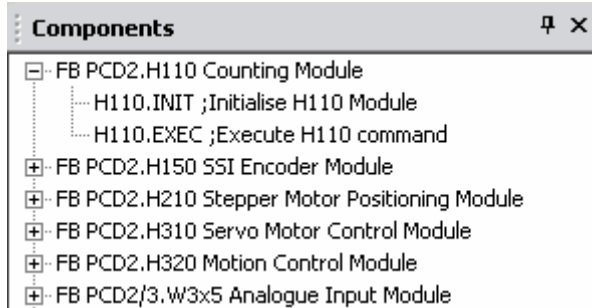 Components
FB PCD2.H110 Counting Module
H110.INIT ;Initialise H110 Module
H110.EXEC ;Execute H110 command
FB PCD2.H150 SSI Encoder Module
FB PCD2.H210 Stepper Motor Positioning Module
FB PCD2.H310 Servo Motor Control Module
FB PCD2.H320 Motion Control Module
FB PCD2/3.W3x5 Analogue Input Module